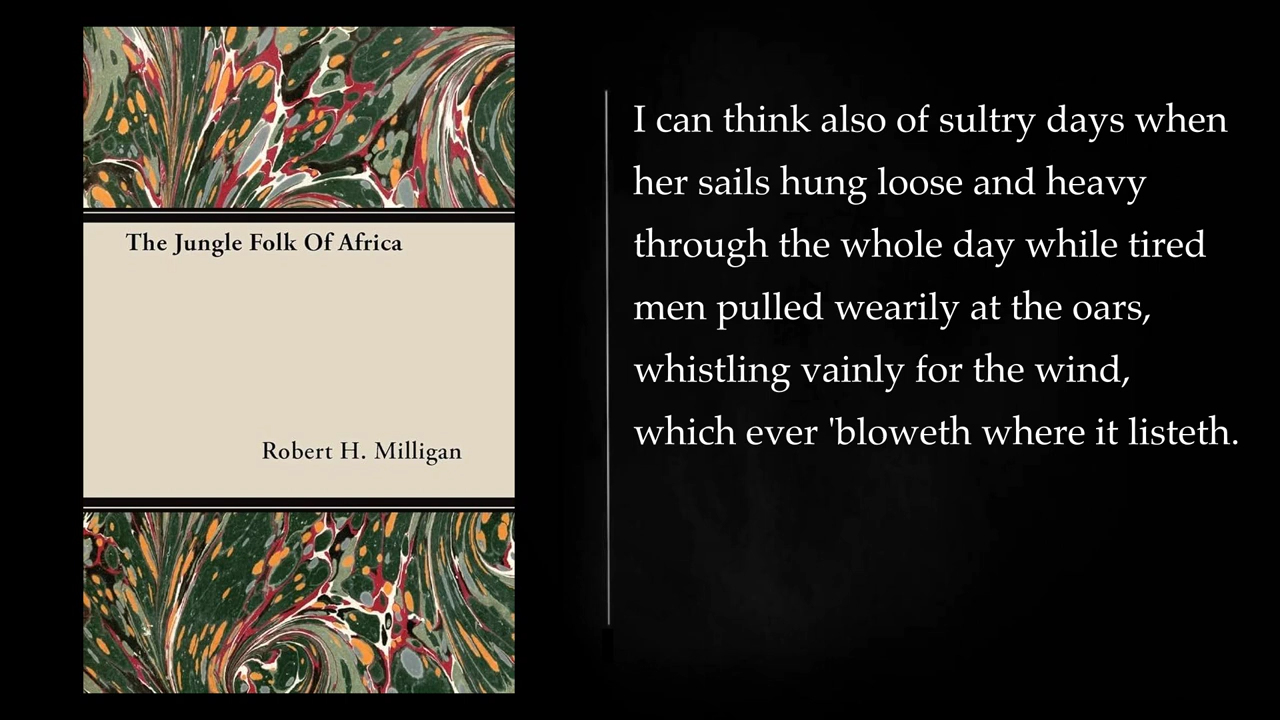 The Jungle Folk Of Africa
Robert H. Milligan
I can think also of sultry days when
her sails hung loose and heavy
through the whole day while tired
men pulled wearily at the oars,
whistling vainly for the wind,
which ever 'bloweth where it listeth.